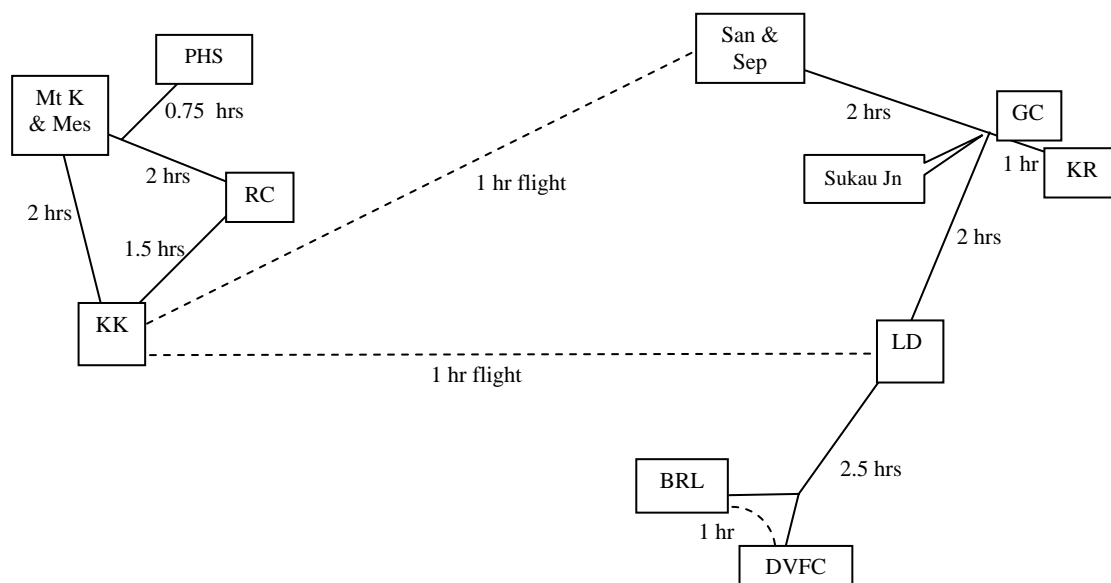 San &
Sep
PHS
Mt K
& Mes
0.75 hrs
2 hrs
GC
2 hrs
RC
1 hr flight
Sukau Jn
1 hr
KR
2 hrs
1.5 hrs
2 hrs
KK
LD
1 hr flight
BRL
2.5 hrs
1 hr
DVFC